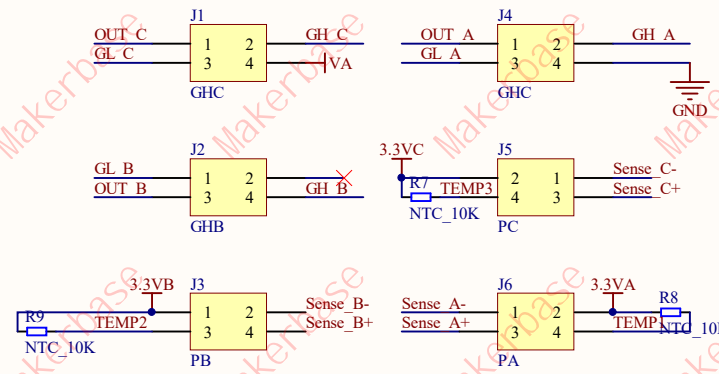 J1
OUT_C 1 2 GH_C
GL_C 3 4 VA
GHC
J4
OUT_A 1 2 GH_A
GL_A 3 4
GHC
GND
J2
GL_B 1 2
OUT_B 3 4 GH_B
GHB
3.3VC
J5
R7 2 1 Sense_C-
TEMP3 4 3 Sense_C+
NTC_10K
PC
3.3VB
J3
R9 1 2 Sense_B-
TEMP2 3 4 Sense_B+
NTC_10K
PB
J6
3.3VA
Sense_A- 1 2 R8
Sense_A+ 3 4 TEMP1
NTC_10K
PA
Makerbase
Makerbase
Makerbase
Makerbase
Makerbase
Makerbase